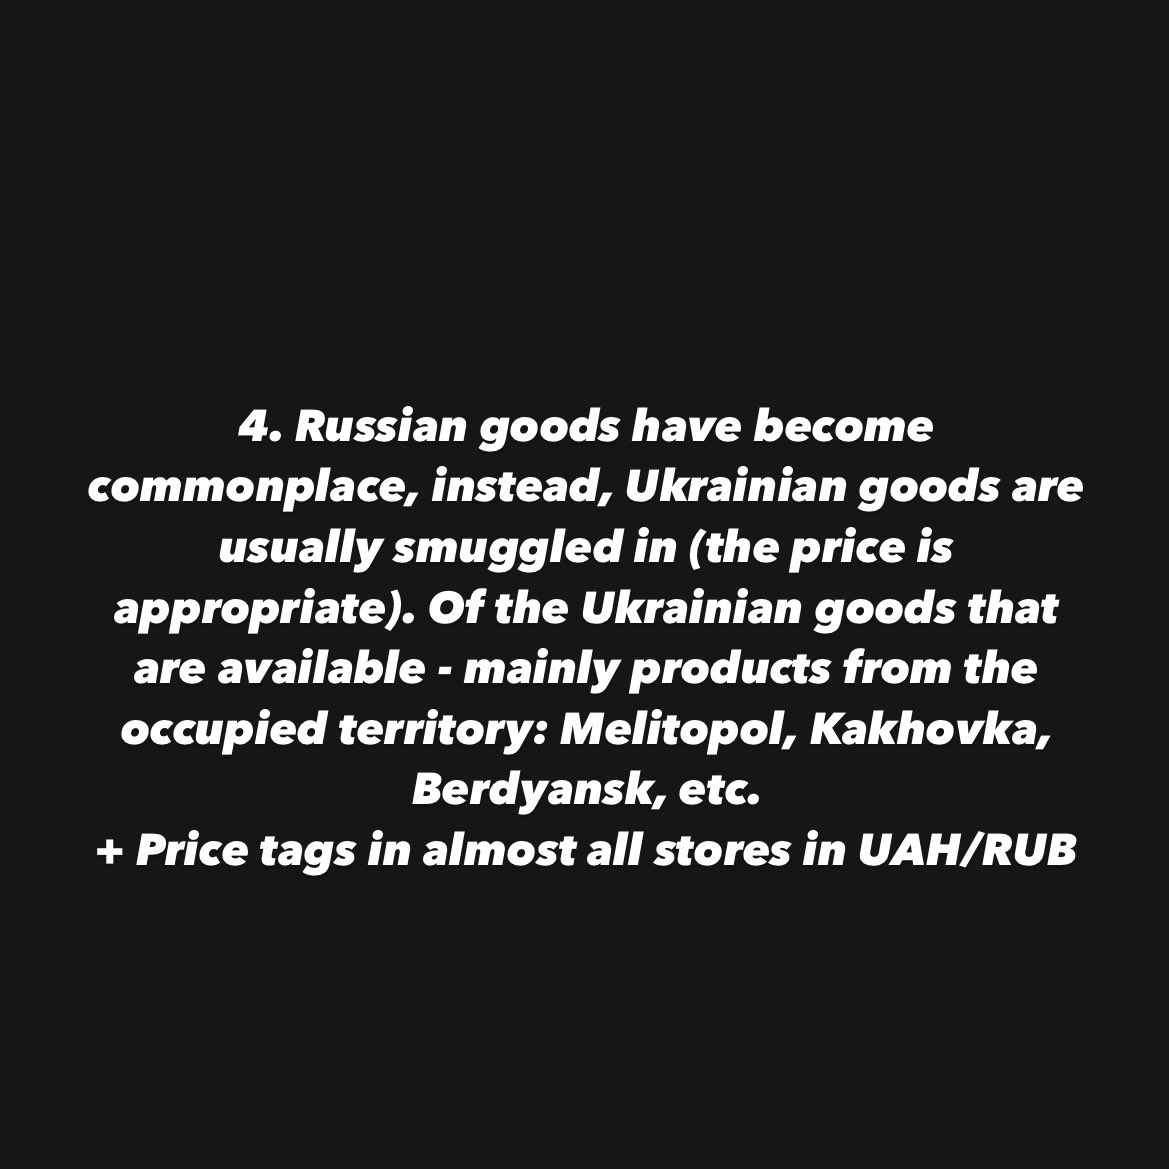 4. Russian goods have become
commonplace, instead, Ukrainian goods are
usually smuggled in (the price is
appropriate). Of the Ukrainian goods that
are available - mainly products from the
occupied territory: Melitopol, Kakhovka,
Berdyansk, etc.
+ Price tags in almost all stores in UAH/RUB